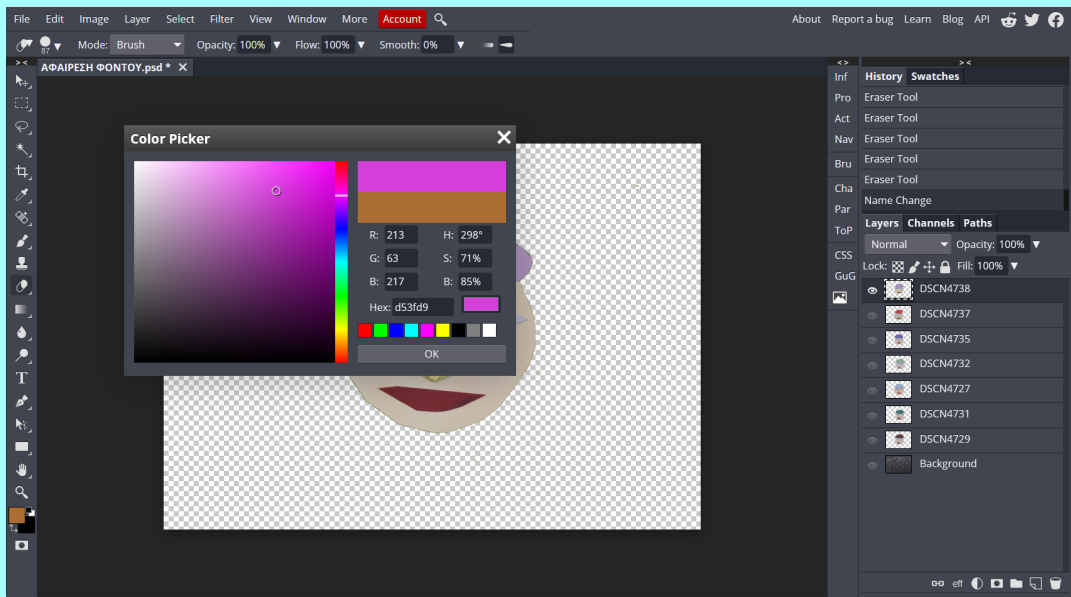 File Edit Image Layer Select Filter View Window More Account About Report a bug Learn Blog API
87 Mode: Brush Opacity: 100% Flow: 100% Smooth: 0%
> < < > > <
ΑΦΑΙΡΕΣΗ ΦΟΝΤΟΥ.psd * X
Inf
Pro
Act
Nav
Bru
Cha
Par
ToP
CSS
GuG
History Swatches
Eraser Tool
Eraser Tool
Eraser Tool
Eraser Tool
Eraser Tool
Name Change
Color Picker
R: 213 H: 298°
G: 63 S: 71%
B: 217 B: 85%
Hex: d53fd9
OK
Layers Channels Paths
Normal Opacity: 100%
Lock: Fill: 100%
DSCN4738
DSCN4737
DSCN4735
DSCN4732
DSCN4727
DSCN4731
DSCN4729
Background
eff